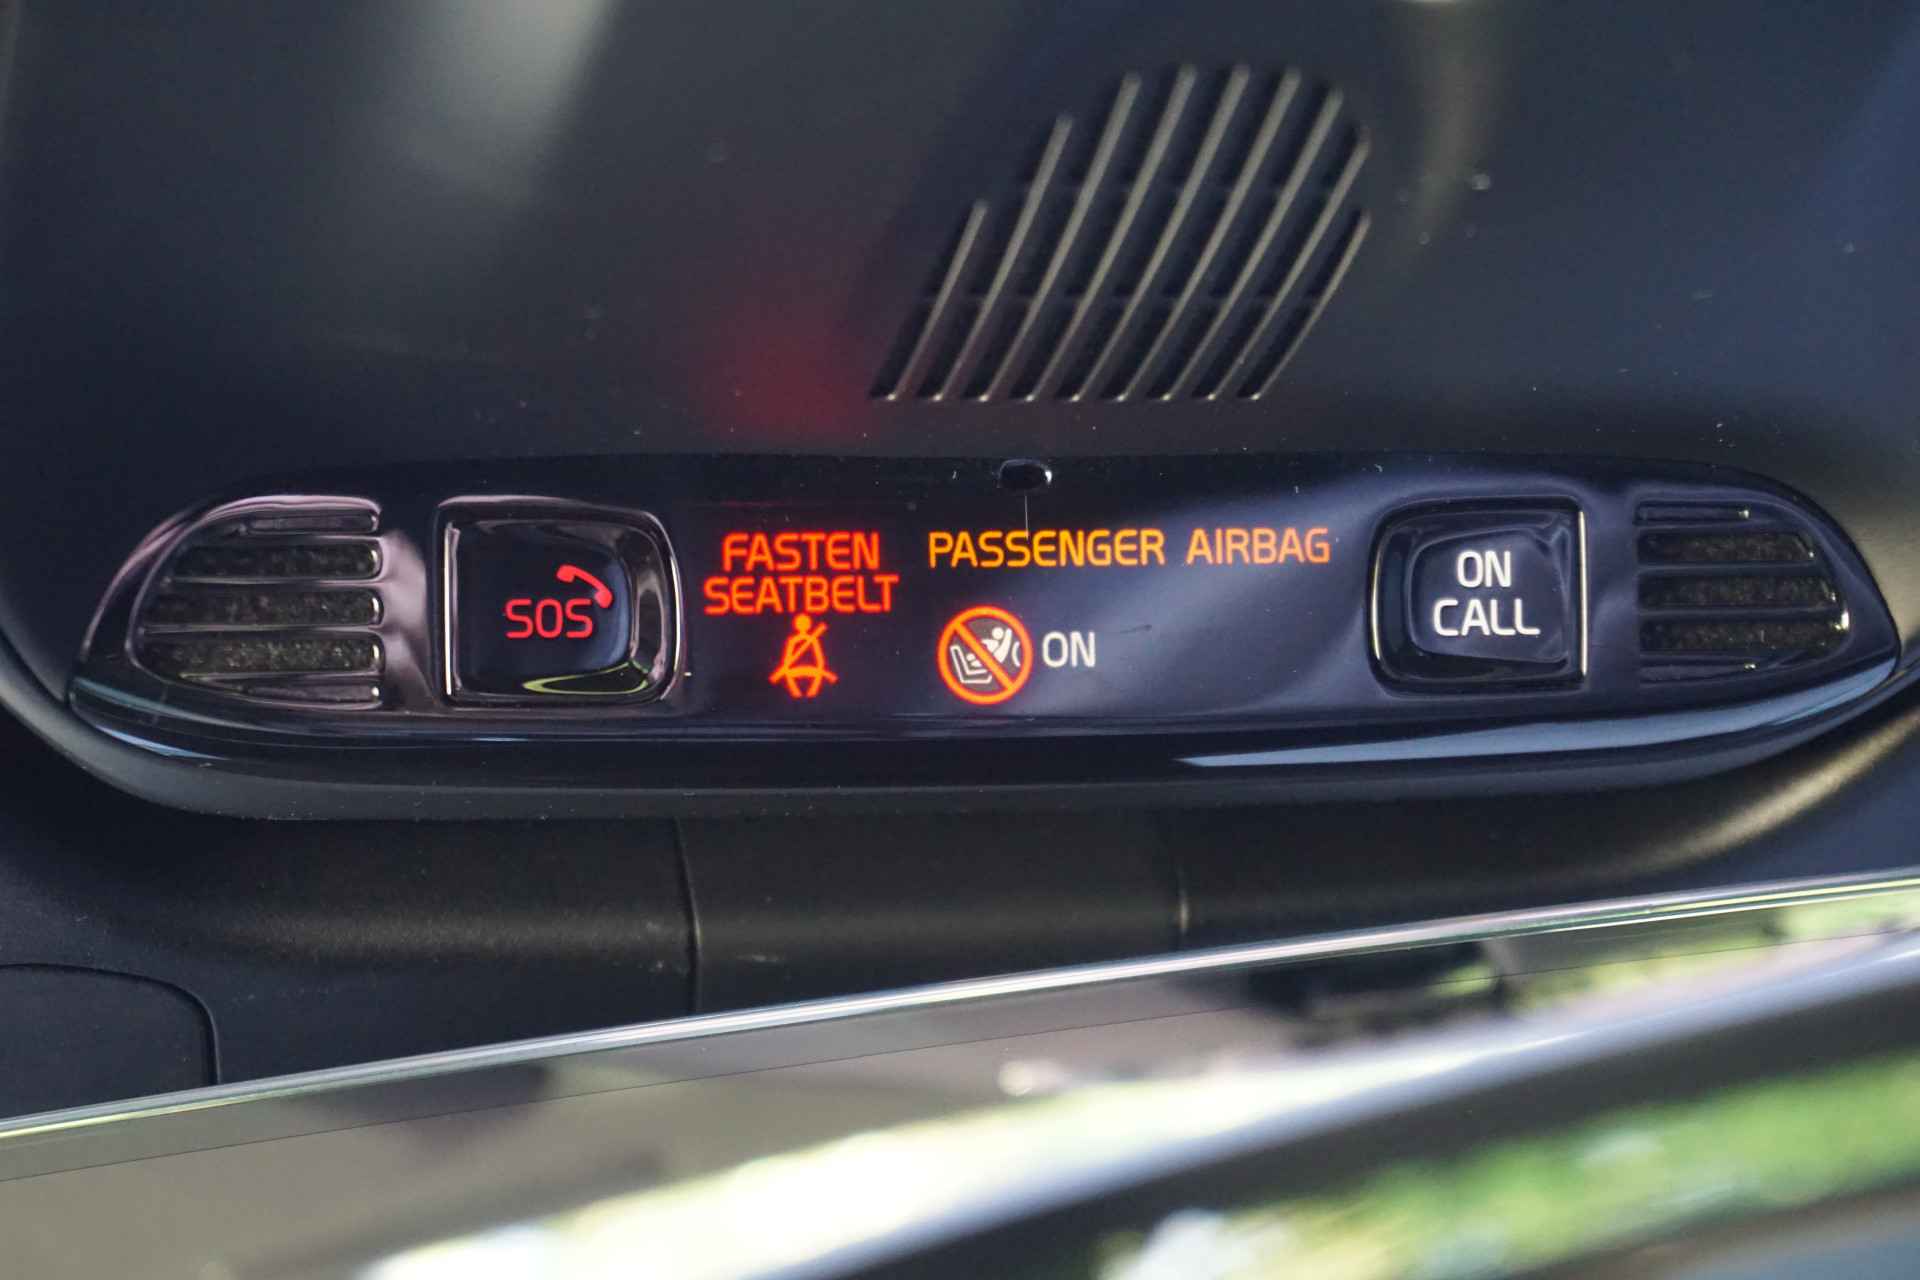 SOS
FASTEN
SEATBELT
PASSENGER AIRBAG
ON
ON
CALL